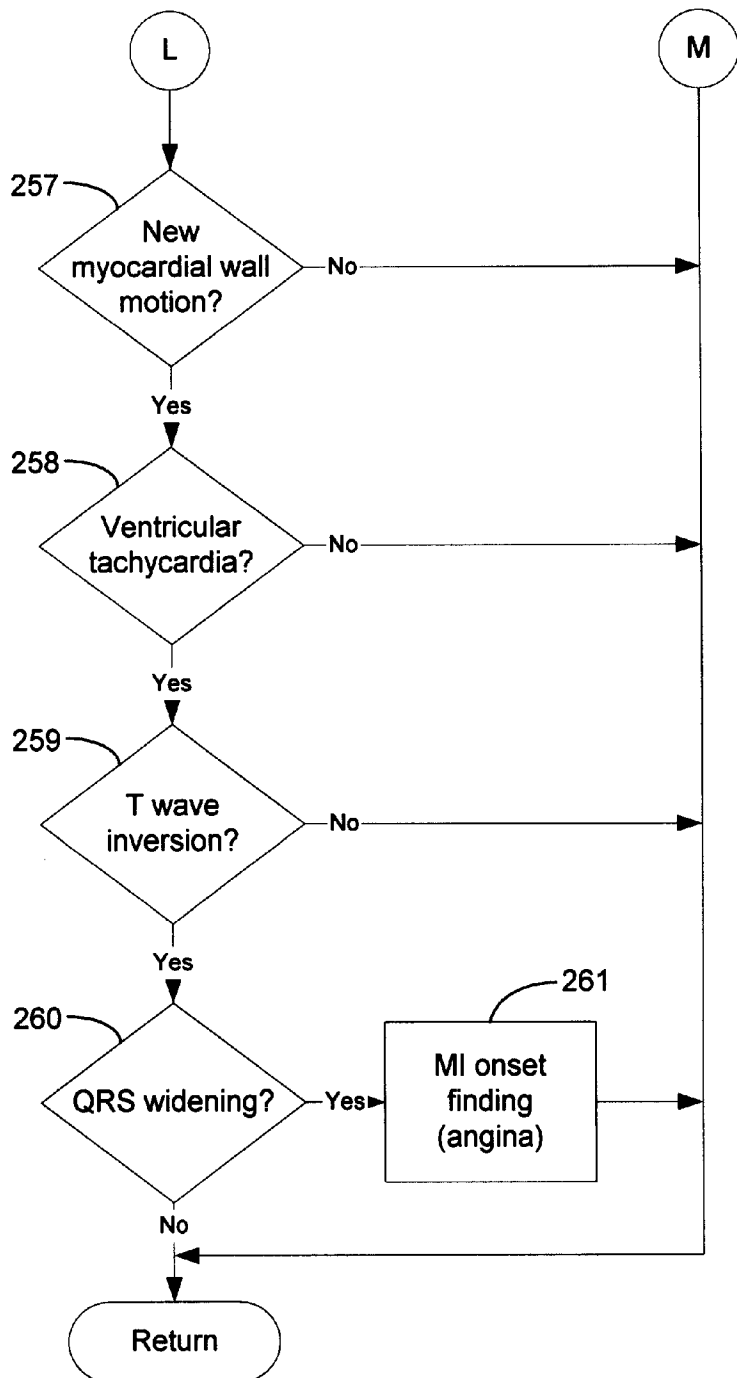 L
M
257
New
myocardial wall
motion?
No
Yes
258
Ventricular
tachycardia?
No
Yes
259
T wave
inversion?
No
Yes
260
QRS widening?
Yes
261
MI onset
finding
(angina)
No
Return